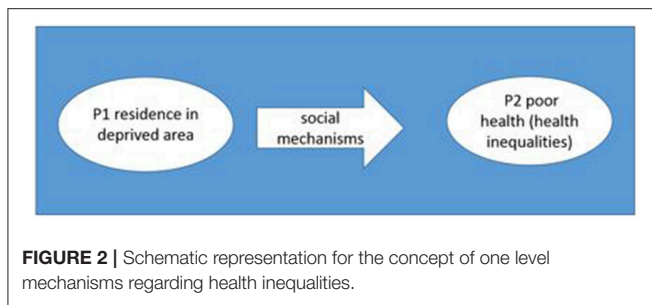 P1 residence in
deprived area
social
mechanisms
P2 poor
health (health
inequalities)
FIGURE 2 | Schematic representation for the concept of one level
mechanisms regarding health inequalities.